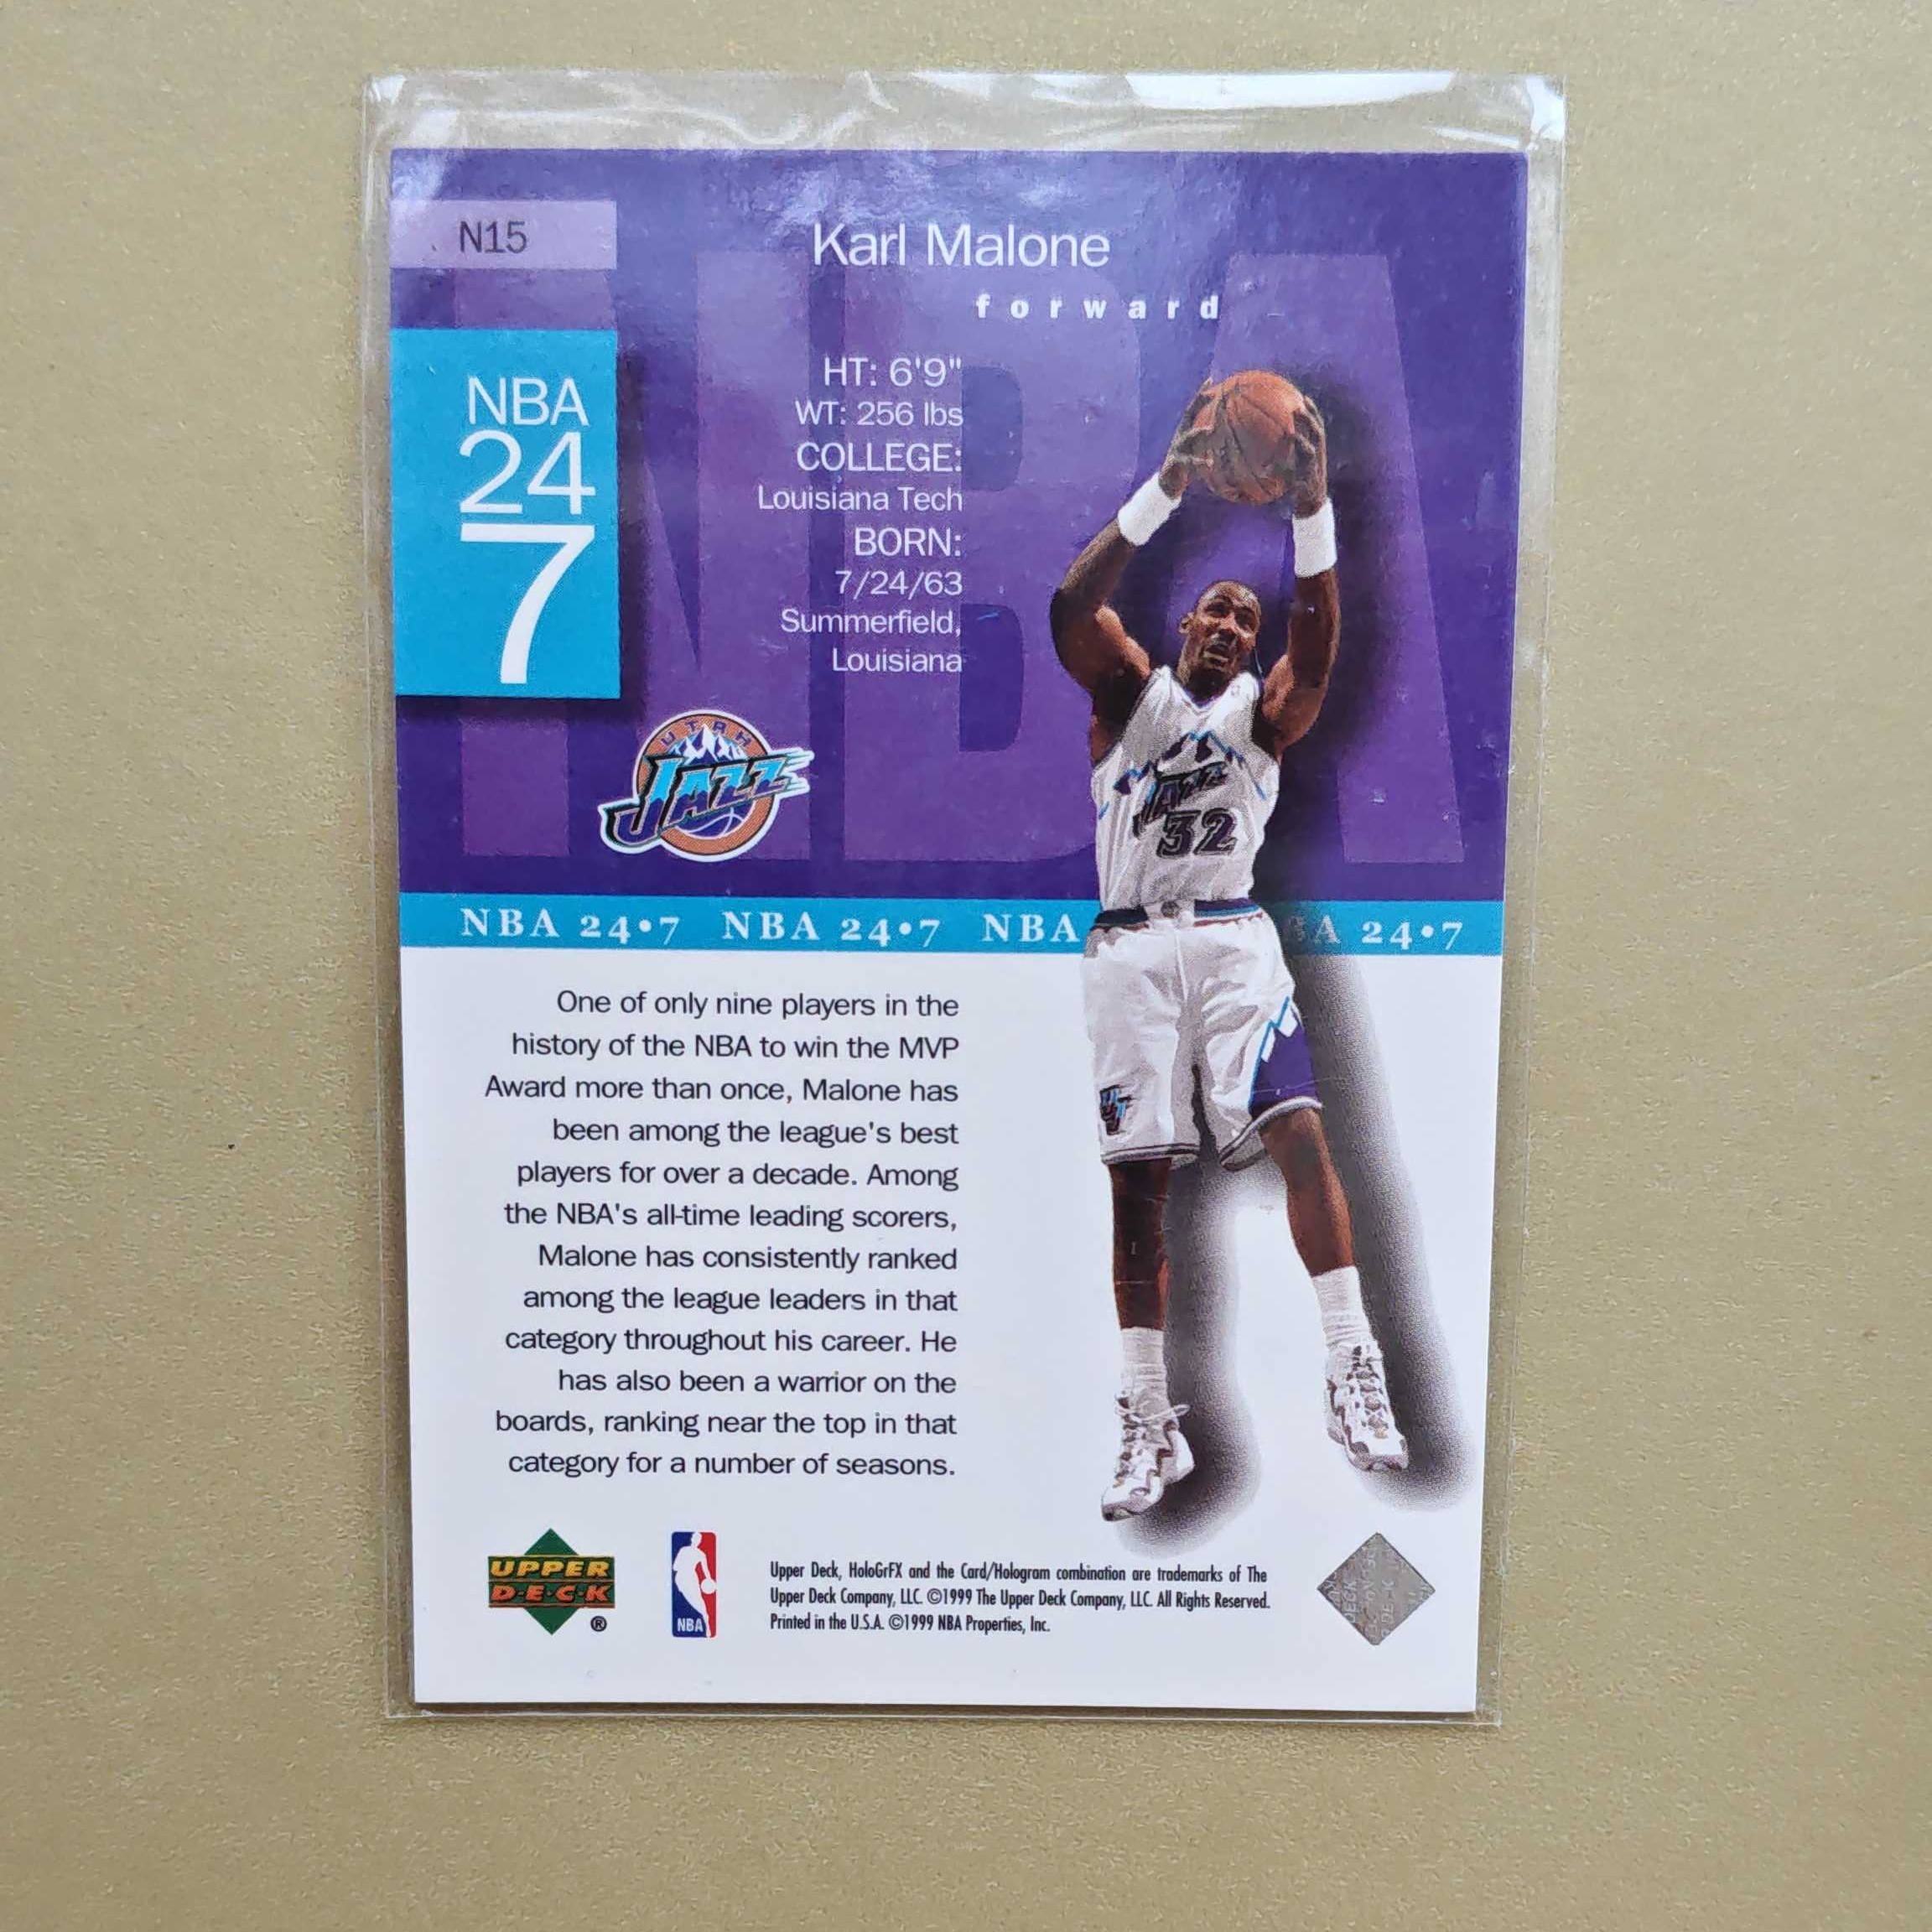 N15
Karl Malone
forward
NBA
24
7
HT: 6'9"
WT: 256 lbs
COLLEGE:
Louisiana Tech
BORN:
7/24/63
Summerfield,
Louisiana
NBA
UTAH
JAZZ
JAZZ
32
NBA 24•7 NBA 24•7 NBA BA 24•7
One of only nine players in the
history of the NBA to win the MVP
Award more than once, Malone has
been among the league's best
players for over a decade. Among
the NBA's all-time leading scorers,
Malone has consistently ranked
among the league leaders in that
category throughout his career. He
has also been a warrior on the
boards, ranking near the top in that
category for a number of seasons.
UPPER
D•E•C•K
®
NBA
Upper Deck, HoloGrFX and the Card/Hologram combination are trademarks of The
Upper Deck Company, LLC. ©1999 The Upper Deck Company, LLC. All Rights Reserved.
Printed in the U.S.A. ©1999 NBA Properties, Inc.